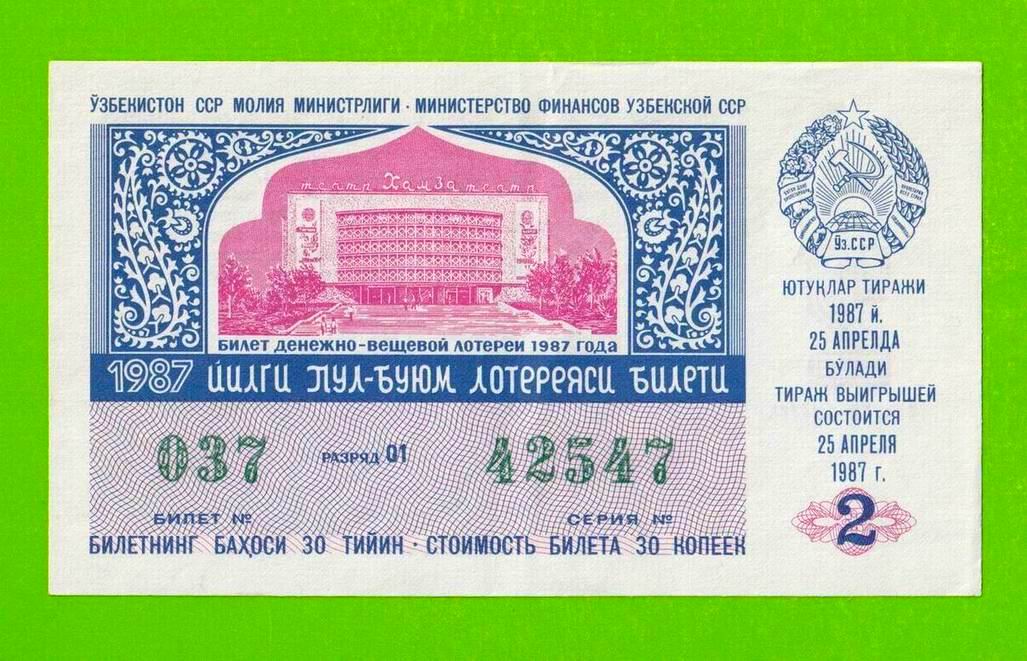 ЎЗБЕКИСТОН ССР МОЛИЯ МИНИСТРЛИГИ · МИНИСТЕРСТВО ФИНАНСОВ УЗБЕКСКОЙ ССР
театр Хамза театр
БИЛЕТ ДЕНЕЖНО-ВЕЩЕВОЙ ЛОТЕРЕИ 1987 ГОДА
1987 ЙИЛГИ ПУЛ-БУЮМ ЛОТЕРЕЯСИ БИЛЕТИ
037 РАЗРЯД 01 42547
БИЛЕТ № СЕРИЯ №
БИЛЕТНИНГ БАҲОСИ 30 ТИЙИН · СТОИМОСТЬ БИЛЕТА 30 КОПЕЕК
Уз.ССР
ЮТУҚЛАР ТИРАЖИ
1987 й.
25 АПРЕЛДА
БЎЛАДИ
ТИРАЖ ВЫИГРЫШЕЙ
СОСТОИТСЯ
25 АПРЕЛЯ
1987 г.
2